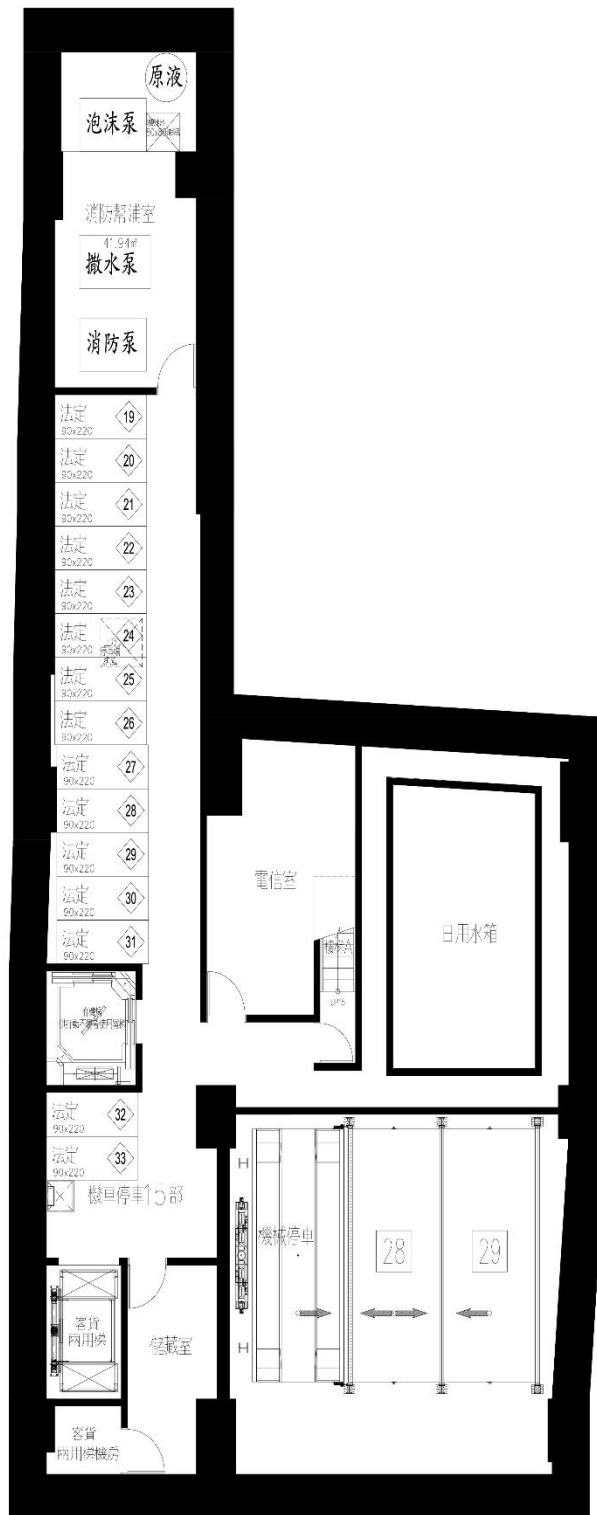 原液
泡沫泵
消防幫浦室
41.94㎡
撒水泵
消防泵
法定
90x220
19
法定
90x220
20
法定
90x220
21
法定
90x220
22
法定
90x220
23
法定
90x220
24
法定
90x220
25
法定
90x220
26
法定
90x220
27
法定
90x220
28
法定
90x220
29
法定
90x220
30
法定
90x220
31
電信室
樓梯A
日用水箱
法定
90x220
32
法定
90x220
33
機車停車15部
機械停車
28
29
客貨
兩用梯
儲藏室
客貨
兩用梯機房